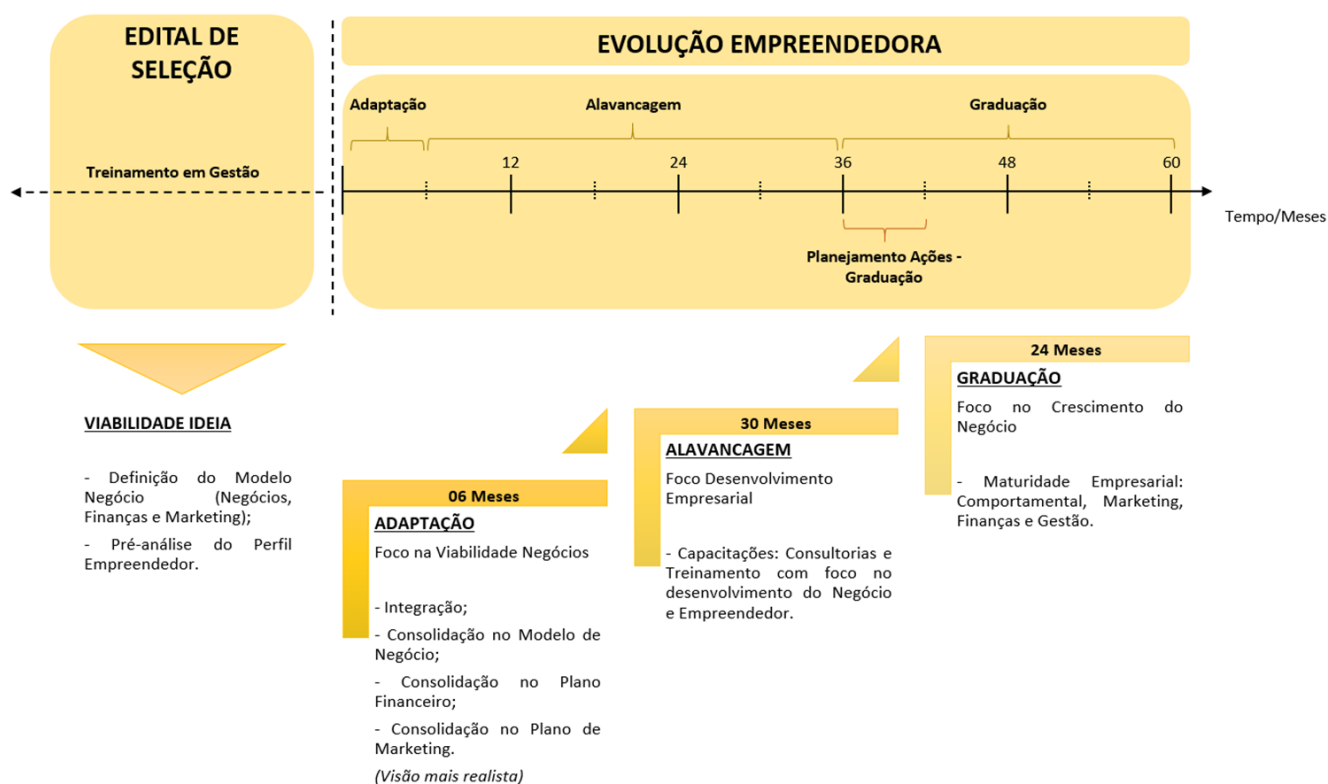 EDITAL DE
SELEÇÃO
Treinamento em Gestão
EVOLUÇÃO EMPREENDEDORA
Adaptação
Alavancagem
Graduação
12
24
36
48
60
Tempo/Meses
Planejamento Ações -
Graduação
VIABILIDADE IDEIA
- Definição do Modelo
Negócio (Negócios,
Finanças e Marketing);
- Pré-análise do Perfil
Empreendedor.
06 Meses
ADAPTAÇÃO
Foco na Viabilidade Negócios
- Integração;
- Consolidação no Modelo de
Negócio;
- Consolidação no Plano
Financeiro;
- Consolidação no Plano de
Marketing.
(Visão mais realista)
30 Meses
ALAVANCAGEM
Foco Desenvolvimento
Empresarial
- Capacitações: Consultorias e
Treinamento com foco no
desenvolvimento do Negócio
e Empreendedor.
24 Meses
GRADUAÇÃO
Foco no Crescimento do
Negócio
- Maturidade Empresarial:
Comportamental, Marketing,
Finanças e Gestão.